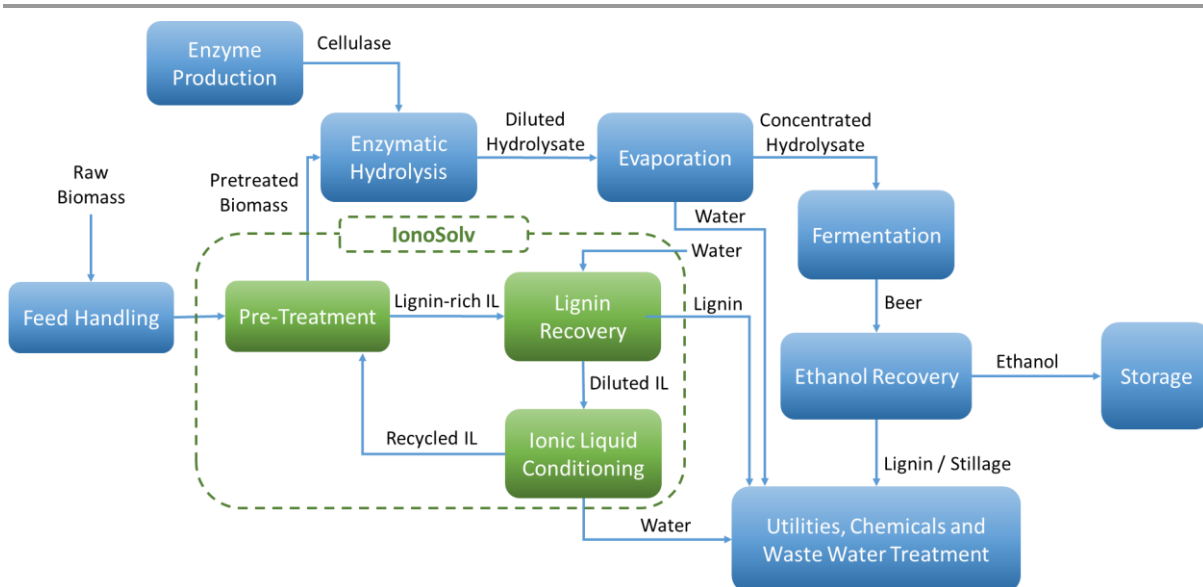 Enzyme
Production
Cellulase
Enzymatic
Hydrolysis
Diluted
Hydrolysate
Evaporation
Concentrated
Hydrolysate
Raw
Biomass
Pretreated
Biomass
Water
Fermentation
IonoSolv
Water
Feed Handling
Pre-Treatment
Lignin-rich IL
Lignin
Recovery
Lignin
Beer
Ethanol Recovery
Ethanol
Storage
Diluted IL
Recycled IL
Ionic Liquid
Conditioning
Lignin / Stillage
Water
Utilities, Chemicals and
Waste Water Treatment